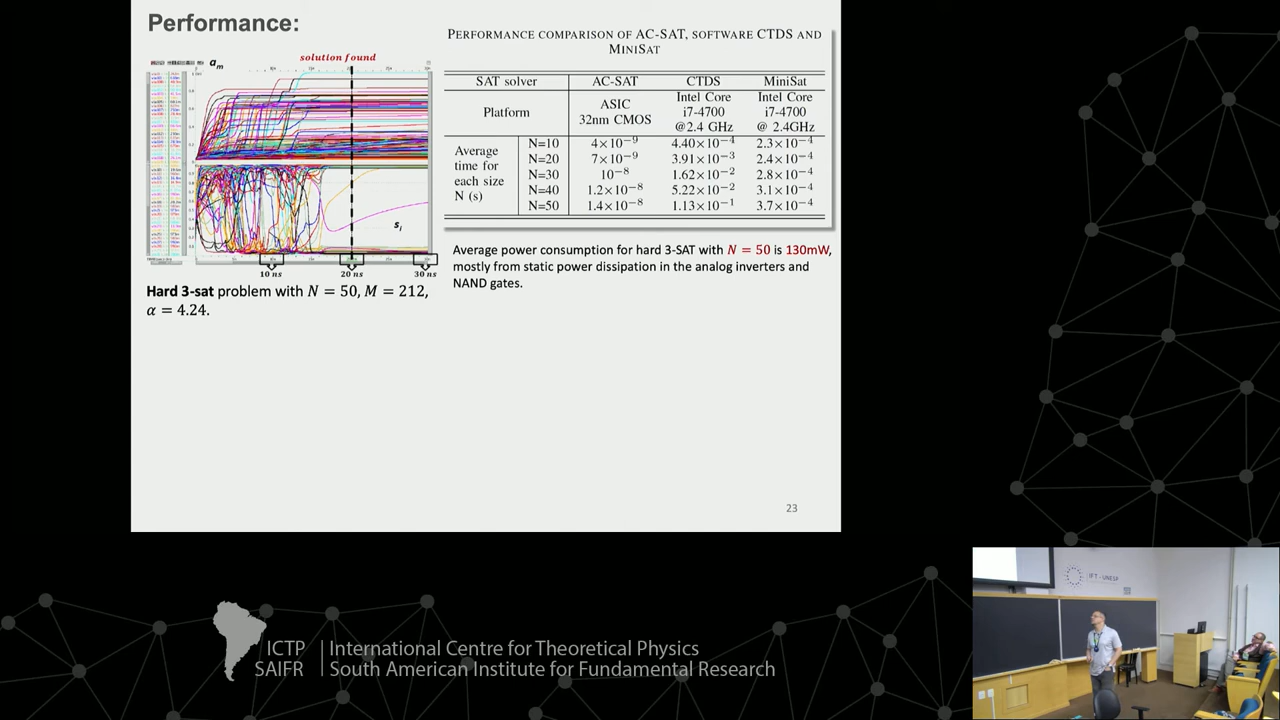 Performance:
PERFORMANCE COMPARISON OF AC-SAT, SOFTWARE CTDS AND
MINISAT
a_m
solution found
SAT solver AC-SAT CTDS MiniSat
Platform ASIC 32nm CMOS Intel Core i7-4700 @2.4 GHz Intel Core i7-4700 @ 2.4GHz
Average time for each size N (s)
N=10 4×10⁻⁹ 4.40×10⁻⁴ 2.3×10⁻⁴
N=20 7×10⁻⁹ 3.91×10⁻³ 2.4×10⁻⁴
N=30 10⁻⁸ 1.62×10⁻² 2.8×10⁻⁴
N=40 1.2×10⁻⁸ 5.22×10⁻² 3.1×10⁻⁴
N=50 1.4×10⁻⁸ 1.13×10⁻¹ 3.7×10⁻⁴
s_i
10 ns 20 ns 30 ns
Hard 3-sat problem with N = 50, M = 212,
α = 4.24.
Average power consumption for hard 3-SAT with N = 50 is 130mW,
mostly from static power dissipation in the analog inverters and
NAND gates.
23
IFT/UNESP
ICTP International Centre for Theoretical Physics
SAIFR South American Institute for Fundamental Research